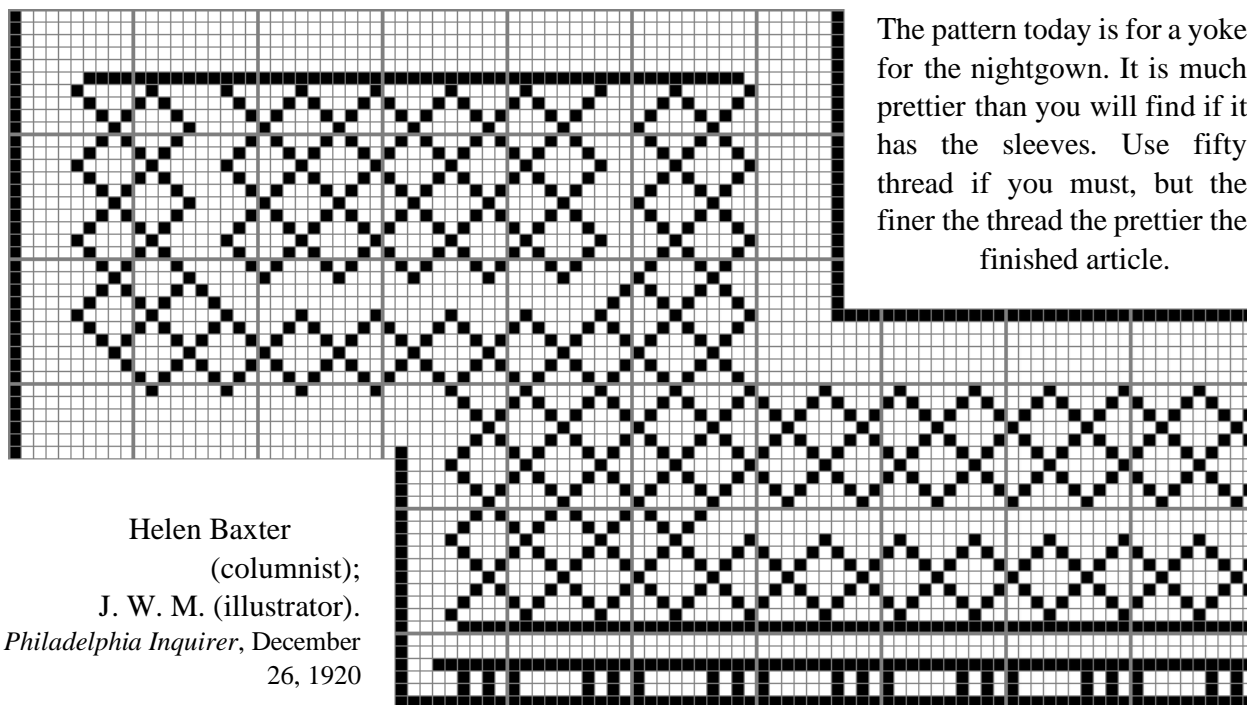 The pattern today is for a yoke
for the nightgown. It is much
prettier than you will find if it
has the sleeves. Use fifty
thread if you must, but the
finer the thread the prettier the
finished article.
Helen Baxter
(columnist);
J. W. M. (illustrator).
Philadelphia Inquirer, December
26, 1920